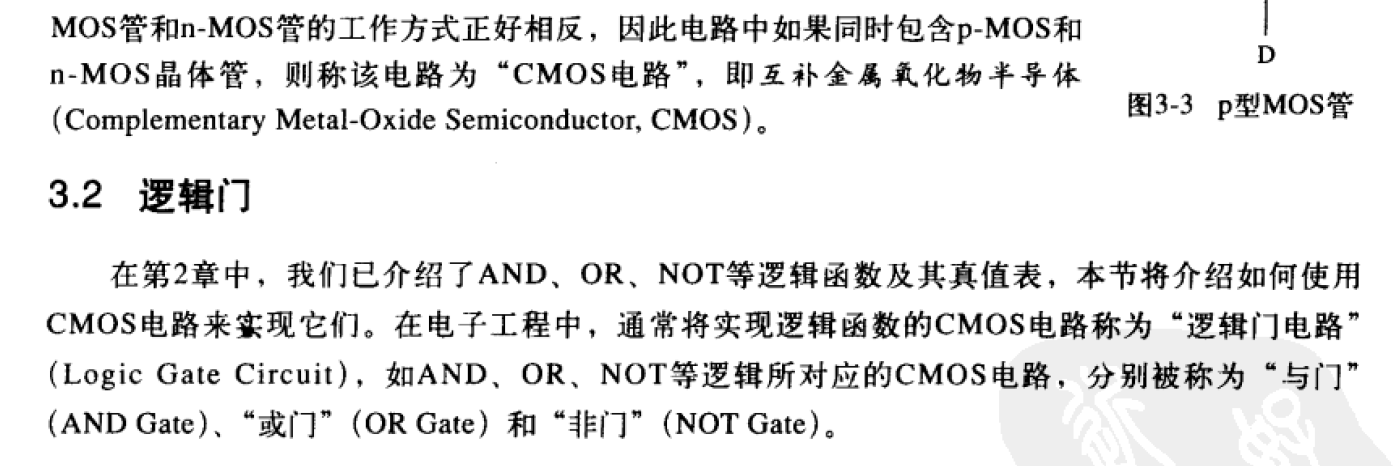 MOS管和n-MOS管的工作方式正好相反，因此电路中如果同时包含p-MOS和
n-MOS晶体管，则称该电路为“CMOS电路”，即互补金属氧化物半导体
(Complementary Metal-Oxide Semiconductor, CMOS)。
D
图3-3 p型MOS管
3.2 逻辑门
在第2章中，我们已介绍了AND、OR、NOT等逻辑函数及其真值表，本节将介绍如何使用
CMOS电路来实现它们。在电子工程中，通常将实现逻辑函数的CMOS电路称为“逻辑门电路”
(Logic Gate Circuit)，如AND、OR、NOT等逻辑所对应的CMOS电路，分别被称为“与门”
(AND Gate)、“或门”(OR Gate) 和“非门”(NOT Gate)。